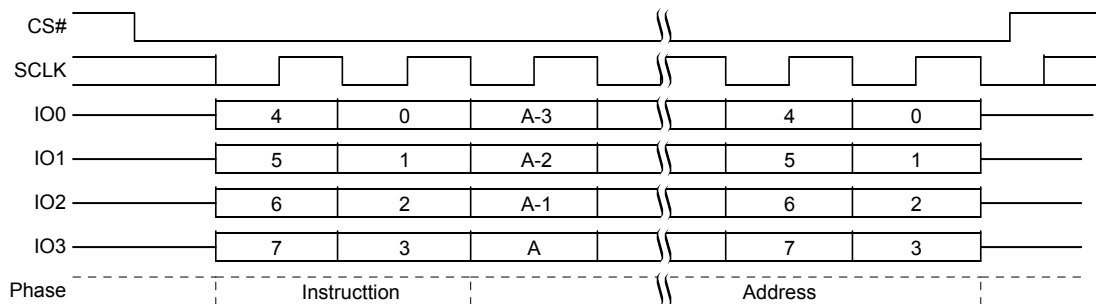 CS#
SCLK
IO0 4 0 A-3 4 0
IO1 5 1 A-2 5 1
IO2 6 2 A-1 6 2
IO3 7 3 A 7 3
Phase Instructtion Address